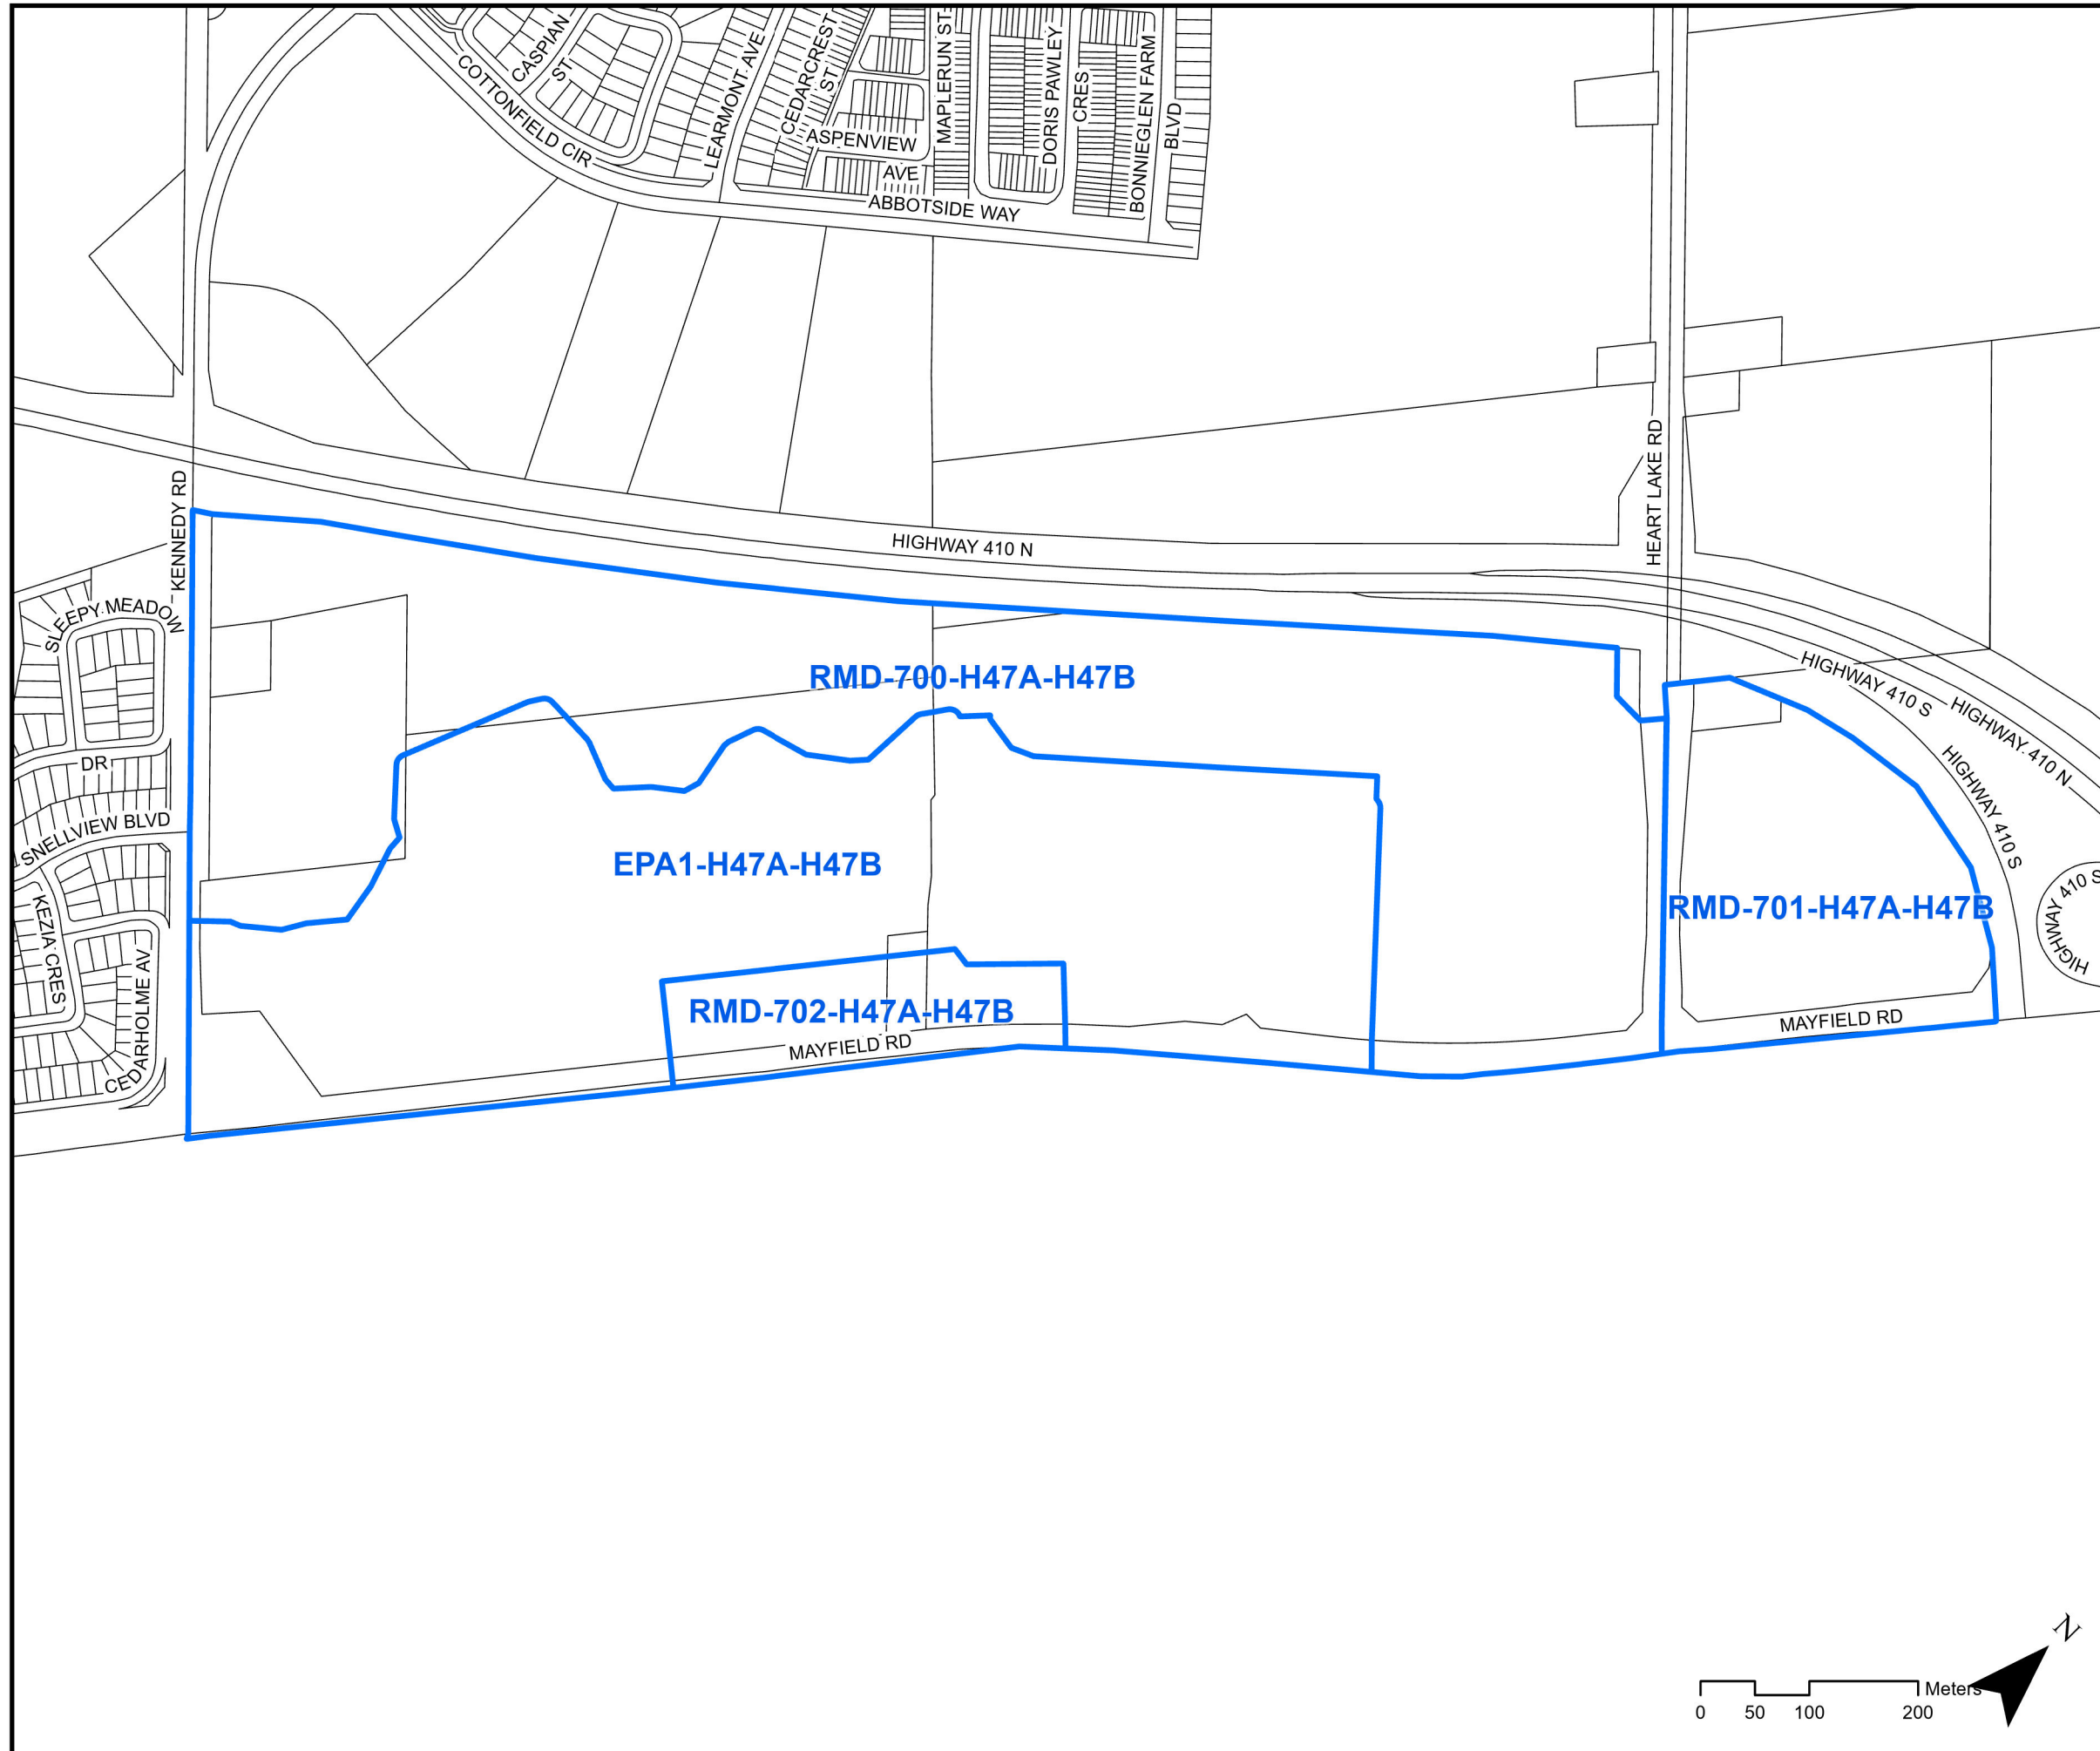 CASPIAN
ST
COTTONFIELD CIR
LEARMONT AVE
CEDARCREST
ST
ASPENVIEW
AVE
MAPLERUN ST
DORIS PAWLEY
CRES
BONNIEGLEN FARM
BLVD
ABBOTSIDE WAY
KENNEDY RD
HEART LAKE RD
HIGHWAY 410 N
SLEEPY MEADOW
DR
SNELLVIEW BLVD
KEZIA CRES
CEDARHOLME AV
RMD-700-H47A-H47B
HIGHWAY 410 S
HIGHWAY 410 N
HIGHWAY 410 S
HIGHWAY 410 S
EPA1-H47A-H47B
RMD-701-H47A-H47B
RMD-702-H47A-H47B
MAYFIELD RD
MAYFIELD RD
N
Meters
0 50 100 200